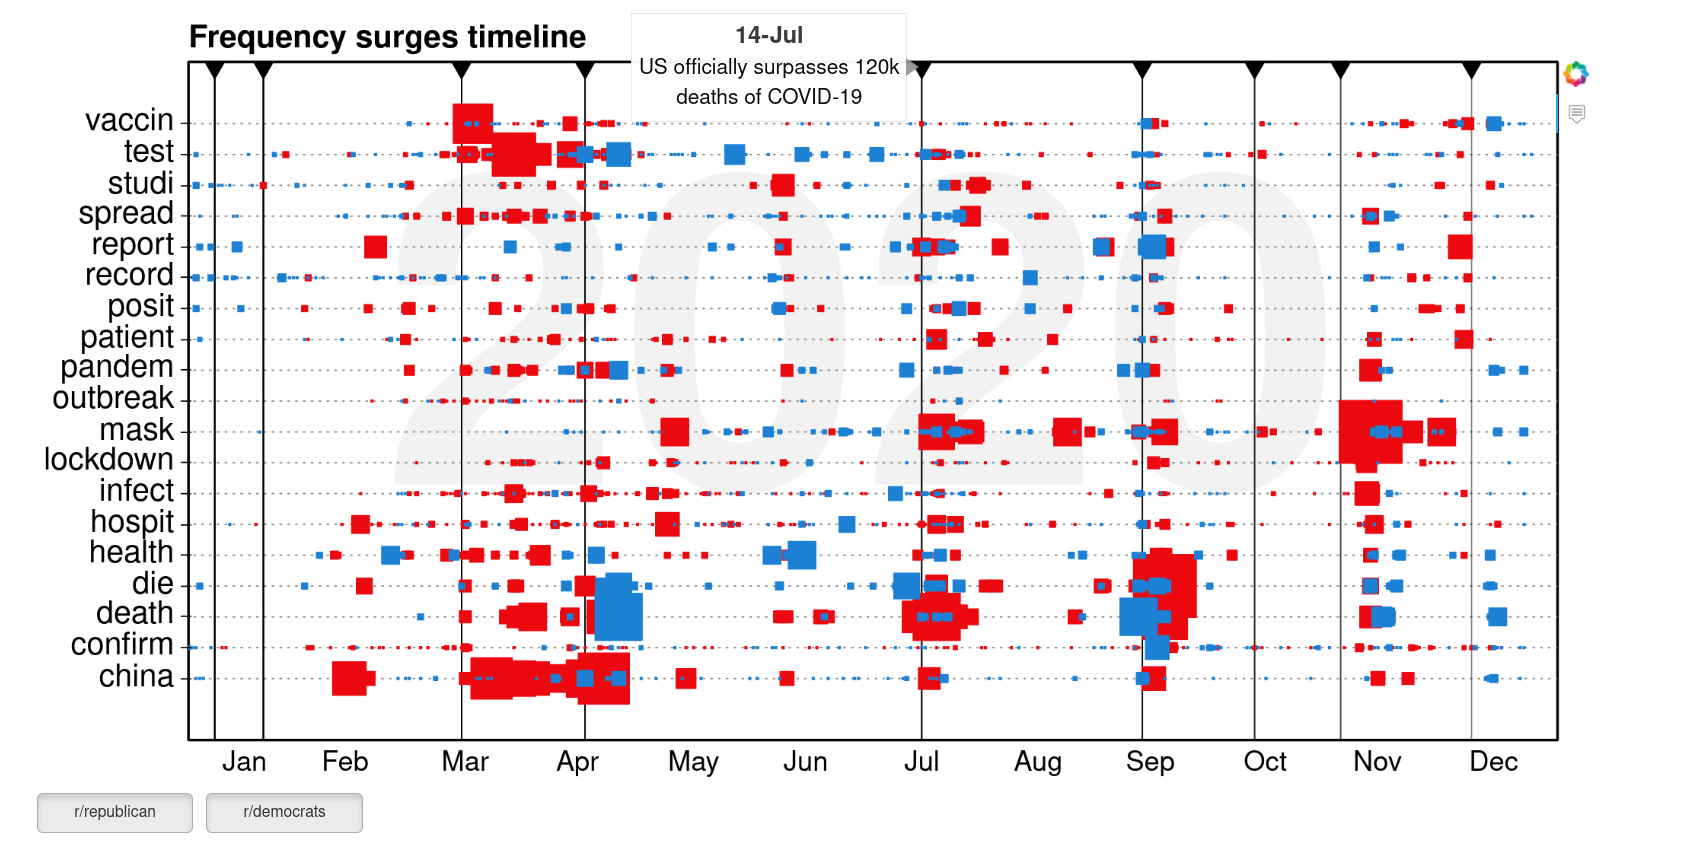 Frequency surges timeline
14-Jul
US officially surpasses 120k
deaths of COVID-19
vaccin
test
studi
spread
report
record
posit
patient
pandem
outbreak
mask
lockdown
infect
hospit
health
die
death
confirm
china
2020
Jan Feb Mar Apr May Jun Jul Aug Sep Oct Nov Dec
r/republican r/democrats